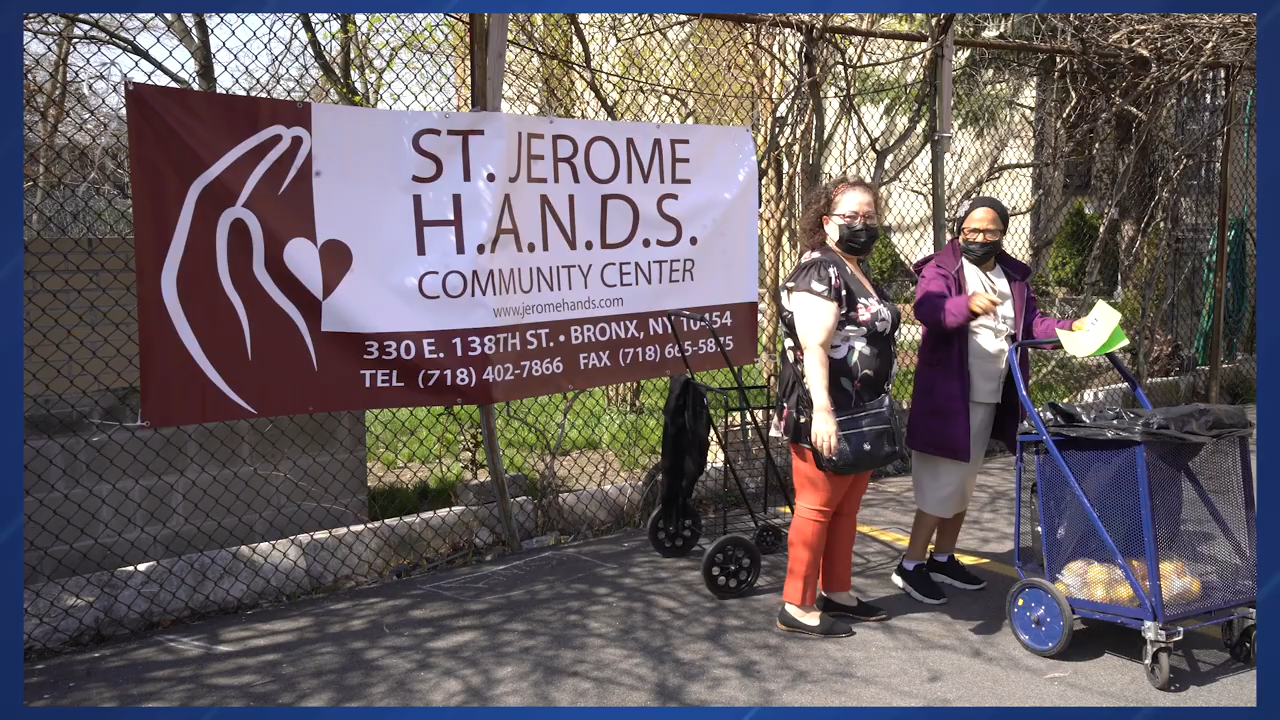 ST. JEROME
H.A.N.D.S.
COMMUNITY CENTER
www.jeromehands.com
330 E. 138TH ST. • BRONX, NY 10454
TEL (718) 402-7866 FAX (718) 665-5875